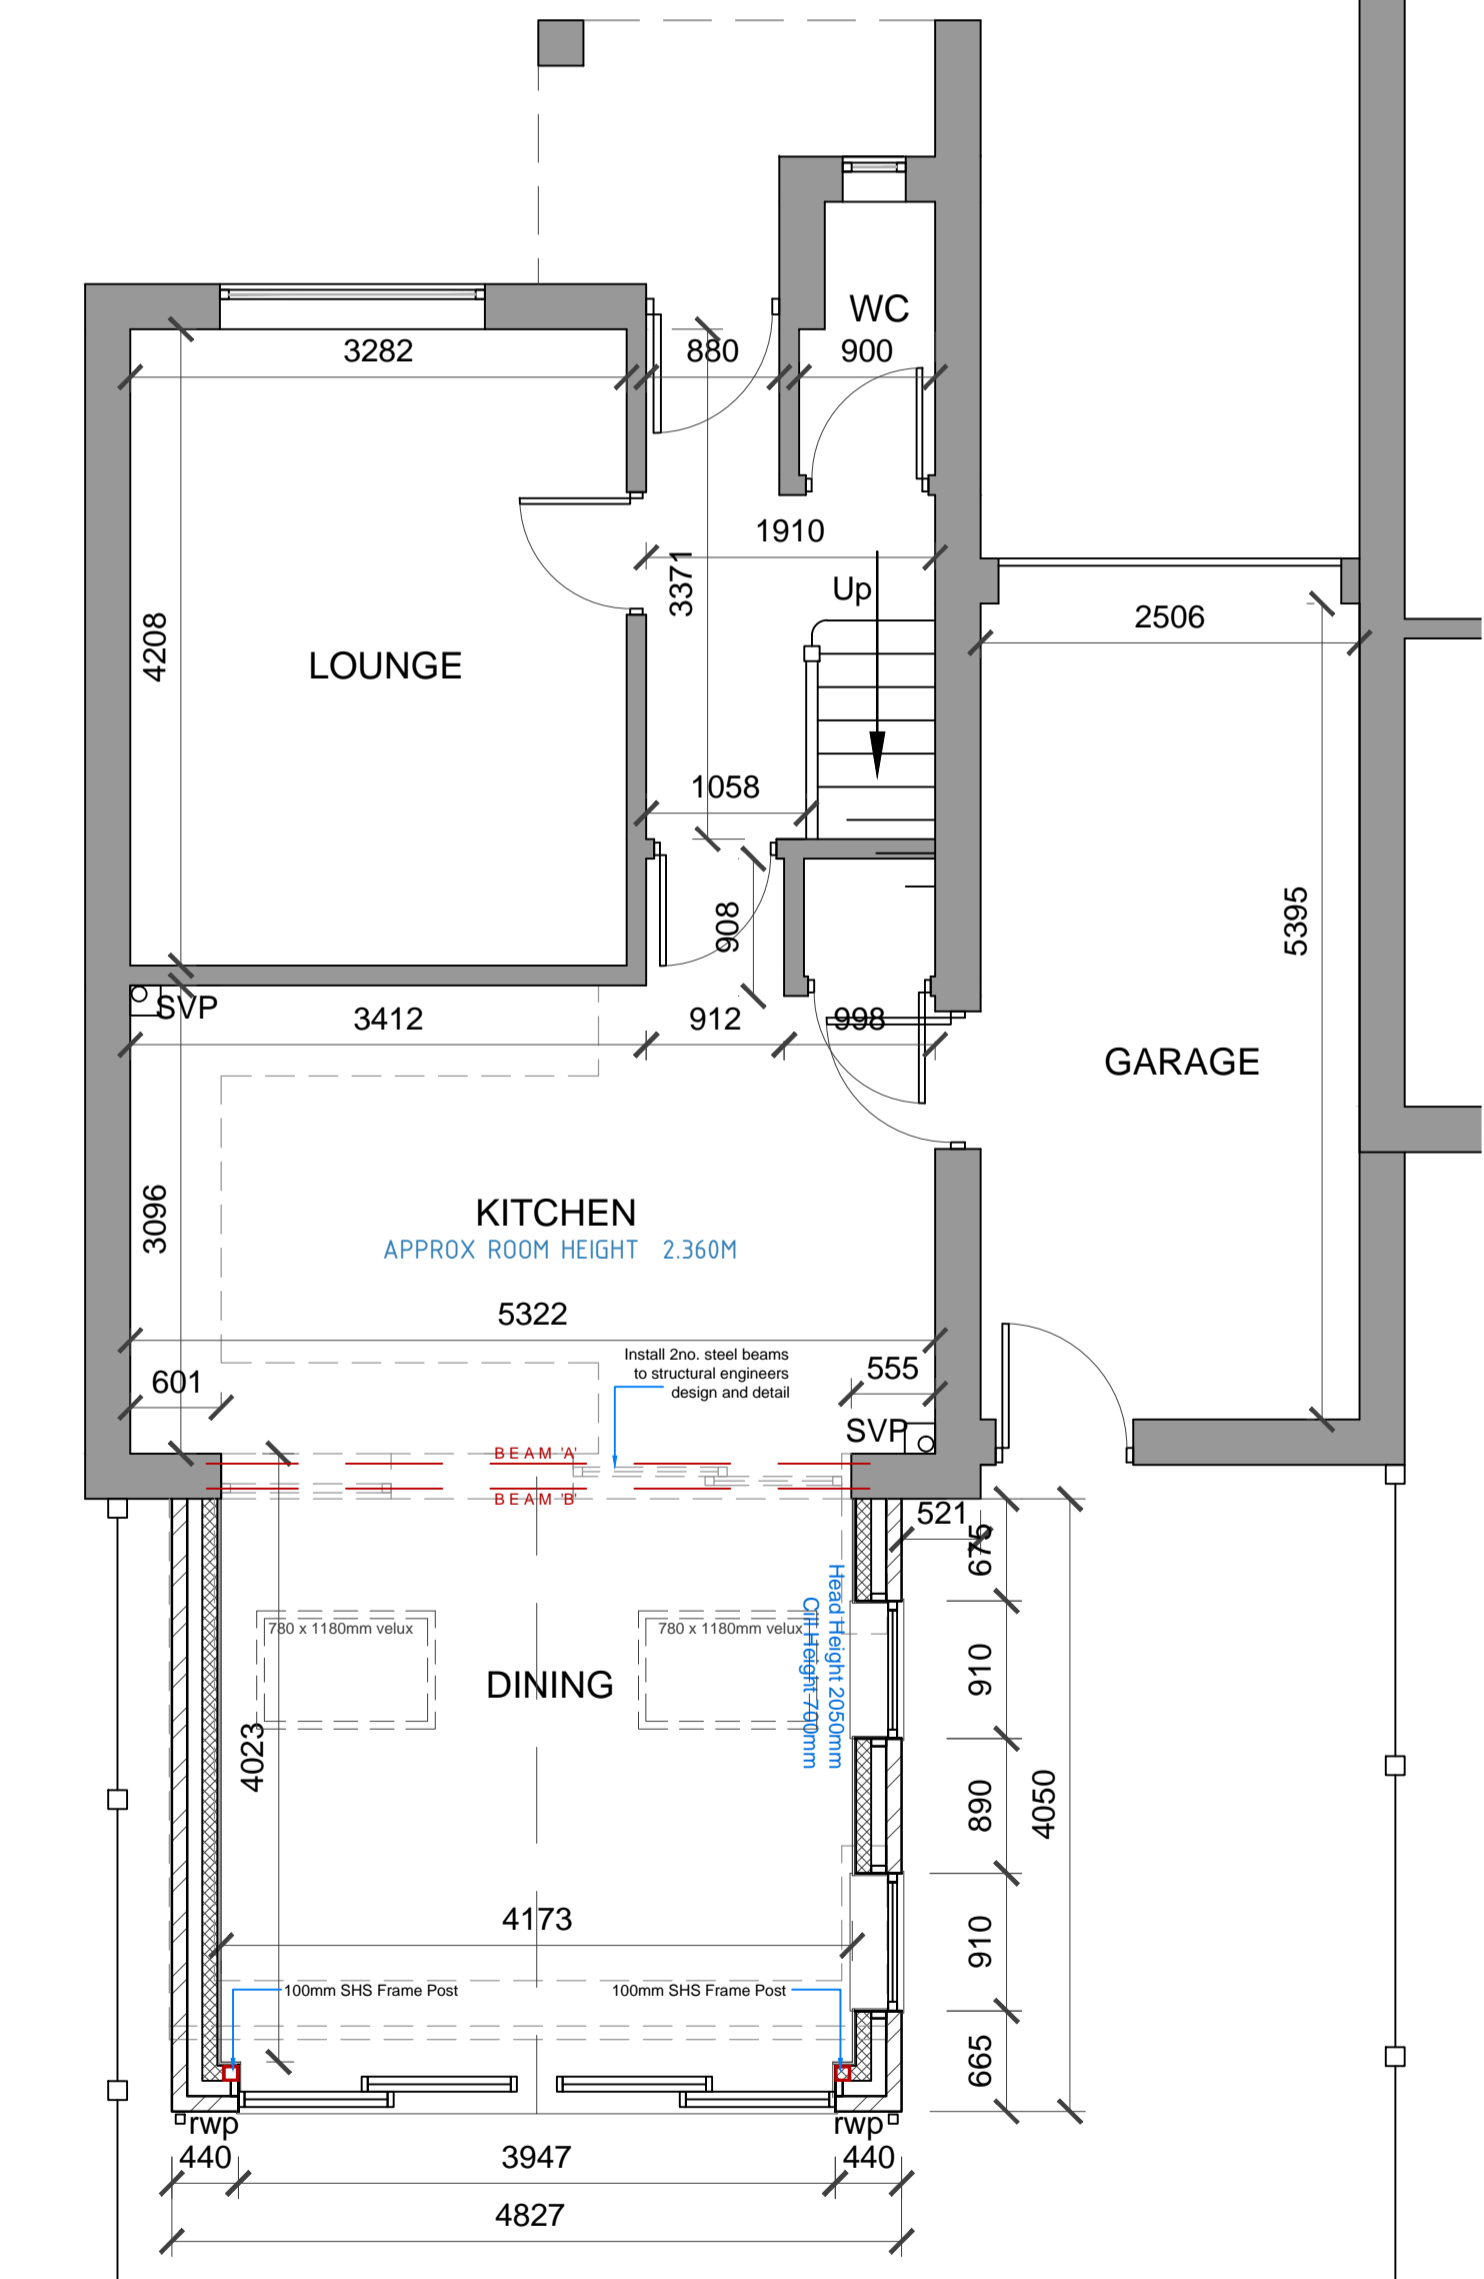 WC
3282
880
900
1910
3371
Up
2506
4208
LOUNGE
1058
5395
908
SVP
3412
912
998
GARAGE
3096
KITCHEN
APPROX ROOM HEIGHT 2.360M
5322
Install 2no. steel beams
to structural engineers
design and detail
601
555
SVP
BEAM 'A'
BEAM 'B'
521
675
780 x 1180mm velux
780 x 1180mm velux
Head Height 2050mm
Cill Height 700mm
910
DINING
4023
890
4050
4173
910
100mm SHS Frame Post
100mm SHS Frame Post
665
rwp
rwp
440
3947
440
4827